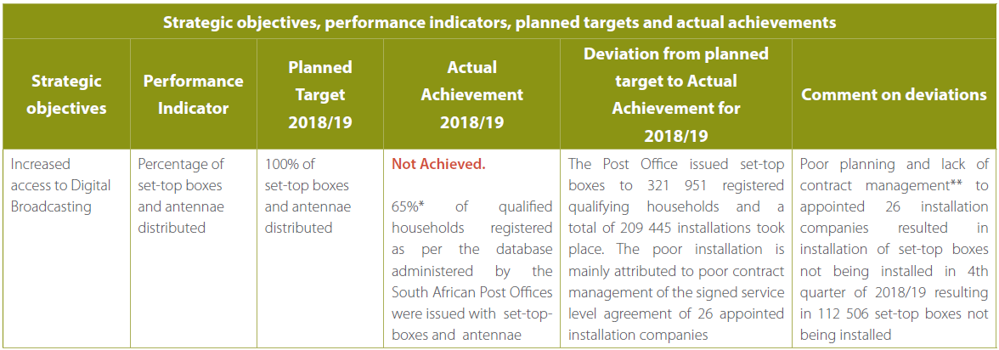 Strategic objectives, performance indicators, planned targets and actual achievements
Strategic
objectives
Performance
Indicator
Planned
Target
2018/19
Actual
Achievement
2018/19
Deviation from planned
target to Actual
Achievement for
2018/19
Comment on deviations
Increased
access to Digital
Broadcasting
Percentage of
set-top boxes
and antennae
distributed
100% of
set-top boxes
and antennae
distributed
Not Achieved.
65%* of qualified
households registered
as per the database
administered by the
South African Post Offices
were issued with set-top-
boxes and antennae
The Post Office issued set-top
boxes to 321 951 registered
qualifying households and a
total of 209 445 installations took
place. The poor installation is
mainly attributed to poor contract
management of the signed service
level agreement of 26 appointed
installation companies
Poor planning and lack of
contract management** to
appointed 26 installation
companies resulted in
installation of set-top boxes
not being installed in 4th
quarter of 2018/19 resulting
in 112 506 set-top boxes not
being installed